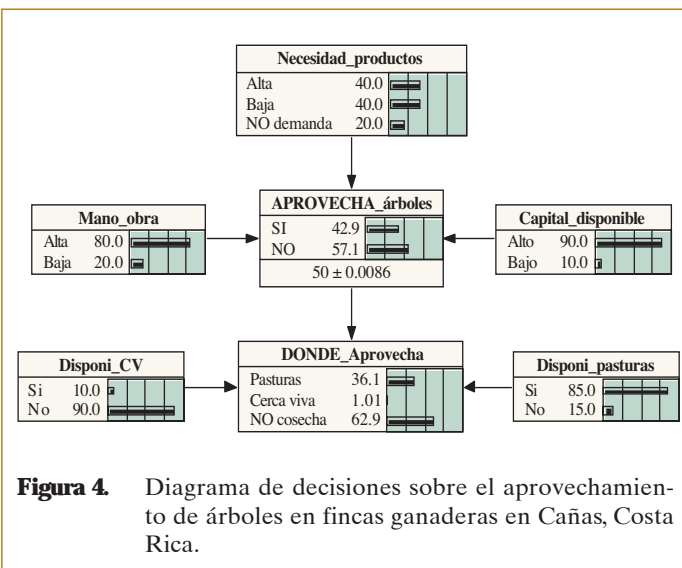 Necesidad_productos
Alta 40.0
Baja 40.0
NO demanda 20.0
Mano_obra
Alta 80.0
Baja 20.0
APROVECHA_árboles
SI 42.9
NO 57.1
50 ± 0.0086
Capital_disponible
Alto 90.0
Bajo 10.0
Disponi_CV
Si 10.0
No 90.0
DONDE_Aprovecha
Pasturas 36.1
Cerca viva 1.01
NO cosecha 62.9
Disponi_pasturas
Si 85.0
No 15.0
Figura 4. Diagrama de decisiones sobre el aprovechamien-
to de árboles en fincas ganaderas en Cañas, Costa
Rica.